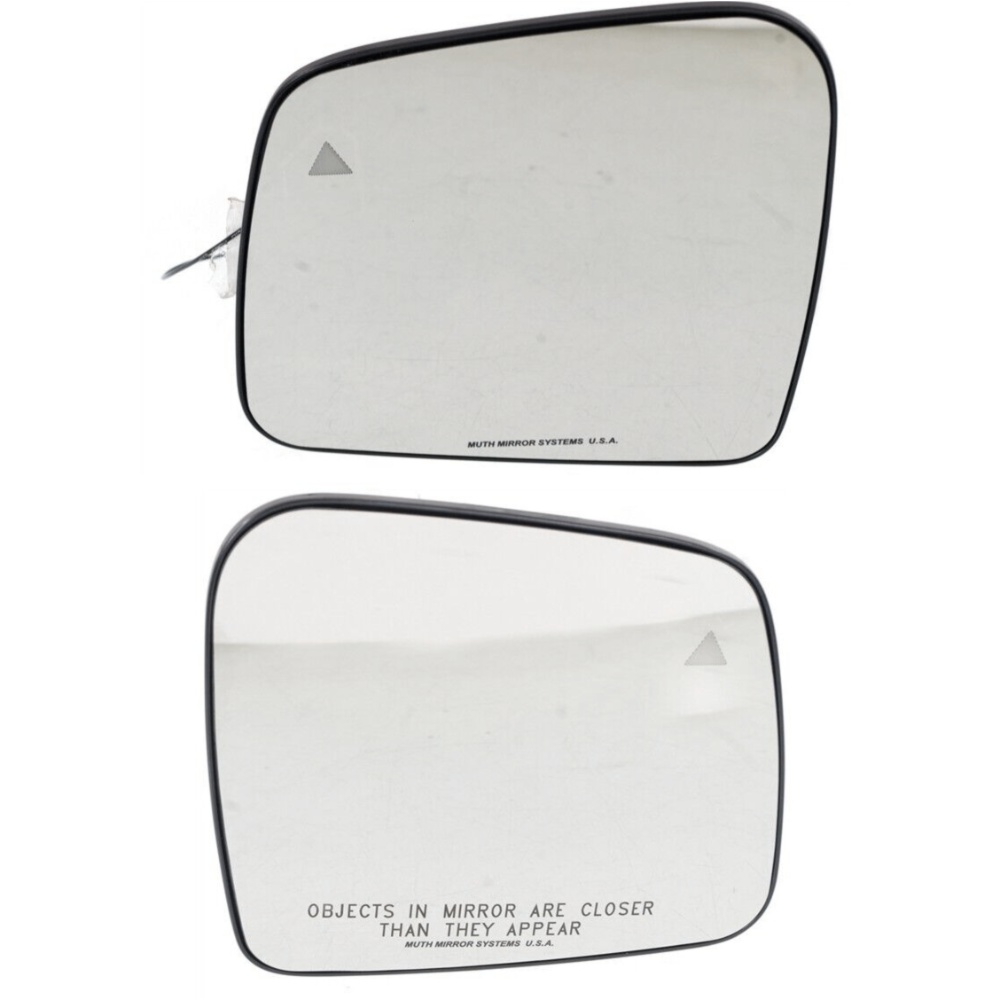 MUTH MIRROR SYSTEMS U.S.A.
OBJECTS IN MIRROR ARE CLOSER
THAN THEY APPEAR
MUTH MIRROR SYSTEMS U.S.A.